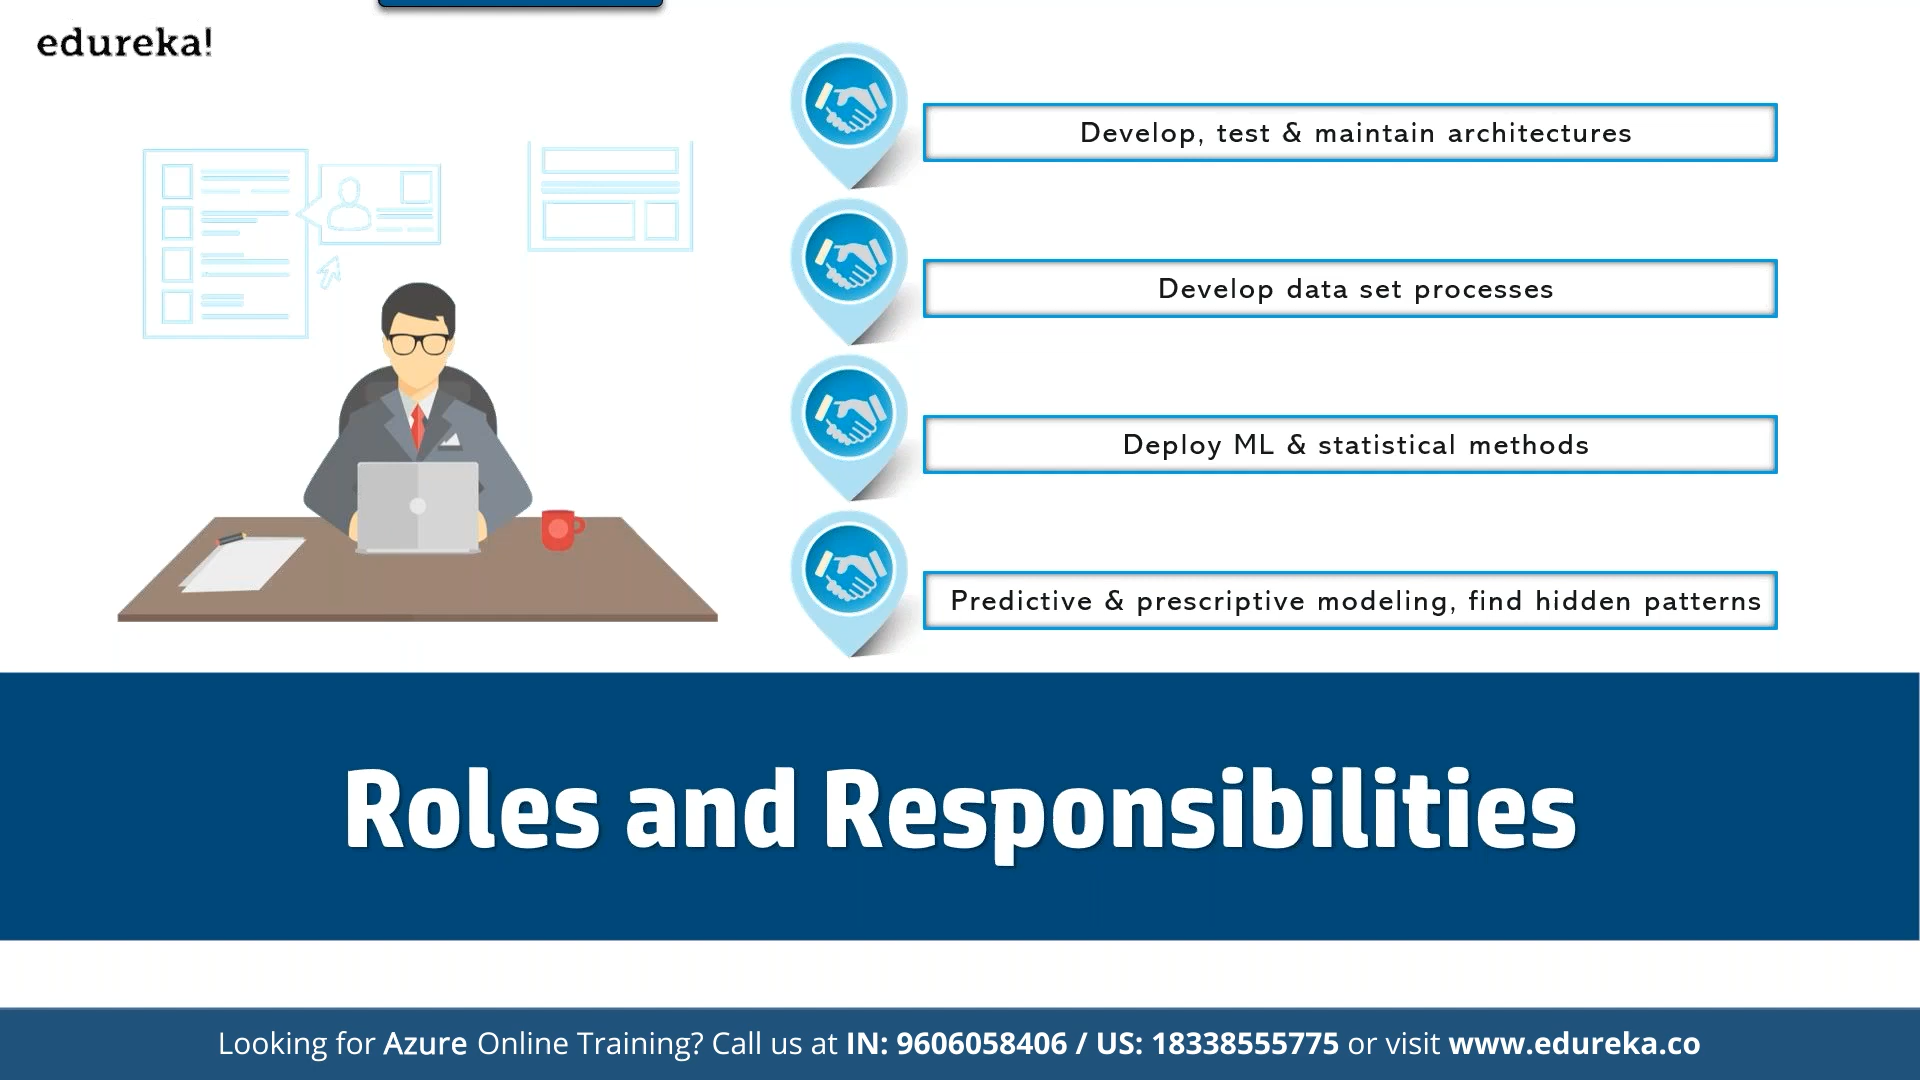 edureka!
Develop, test & maintain architectures
Develop data set processes
Deploy ML & statistical methods
Predictive & prescriptive modeling, find hidden patterns
Roles and Responsibilities
Looking for Azure Online Training? Call us at IN: 9606058406 / US: 18338555775 or visit www.edureka.co